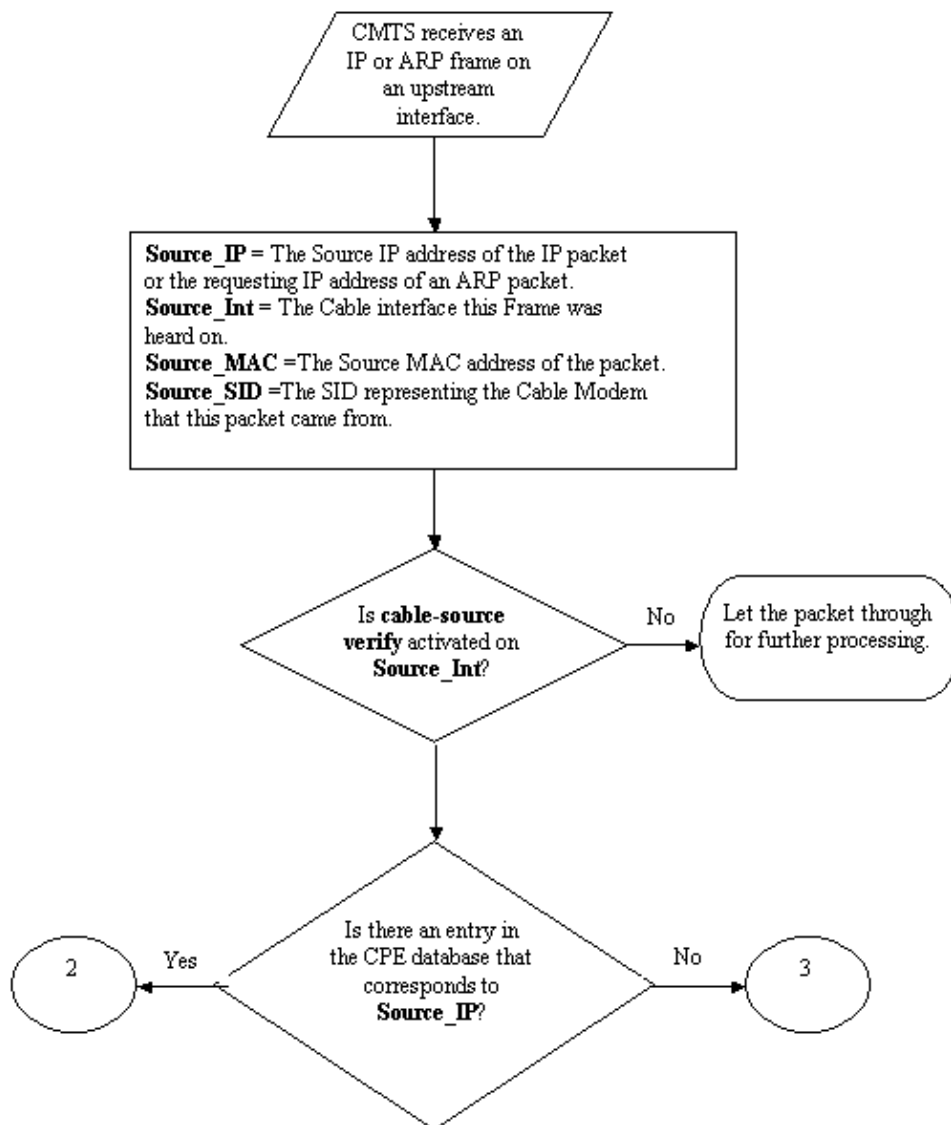 CMTS receives an
IP or ARP frame on
an upstream
interface.
Source_IP = The Source IP address of the IP packet
or the requesting IP address of an ARP packet.
Source_Int = The Cable interface this Frame was
heard on.
Source_MAC =The Source MAC address of the packet.
Source_SID =The SID representing the Cable Modem
that this packet came from.
Is cable-source
verify activated on
Source_Int?
No
Let the packet through
for further processing.
Is there an entry in
the CPE database that
corresponds to
Source_IP?
Yes
2
No
3